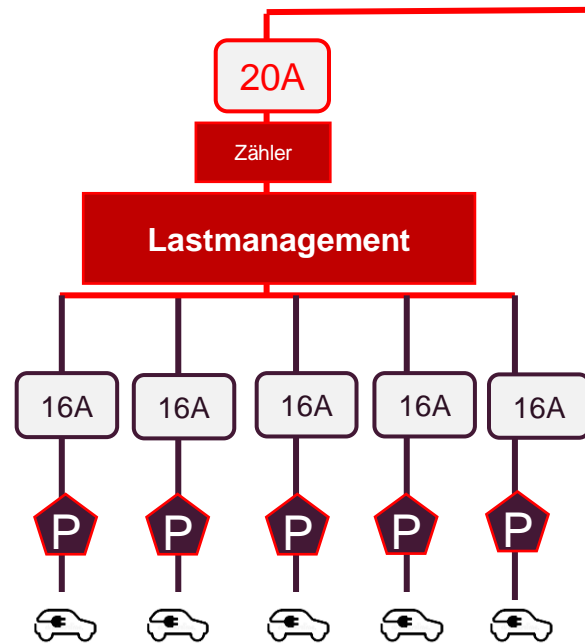 20A
Zähler
Lastmanagement
16A 16A 16A 16A 16A
P P P P P